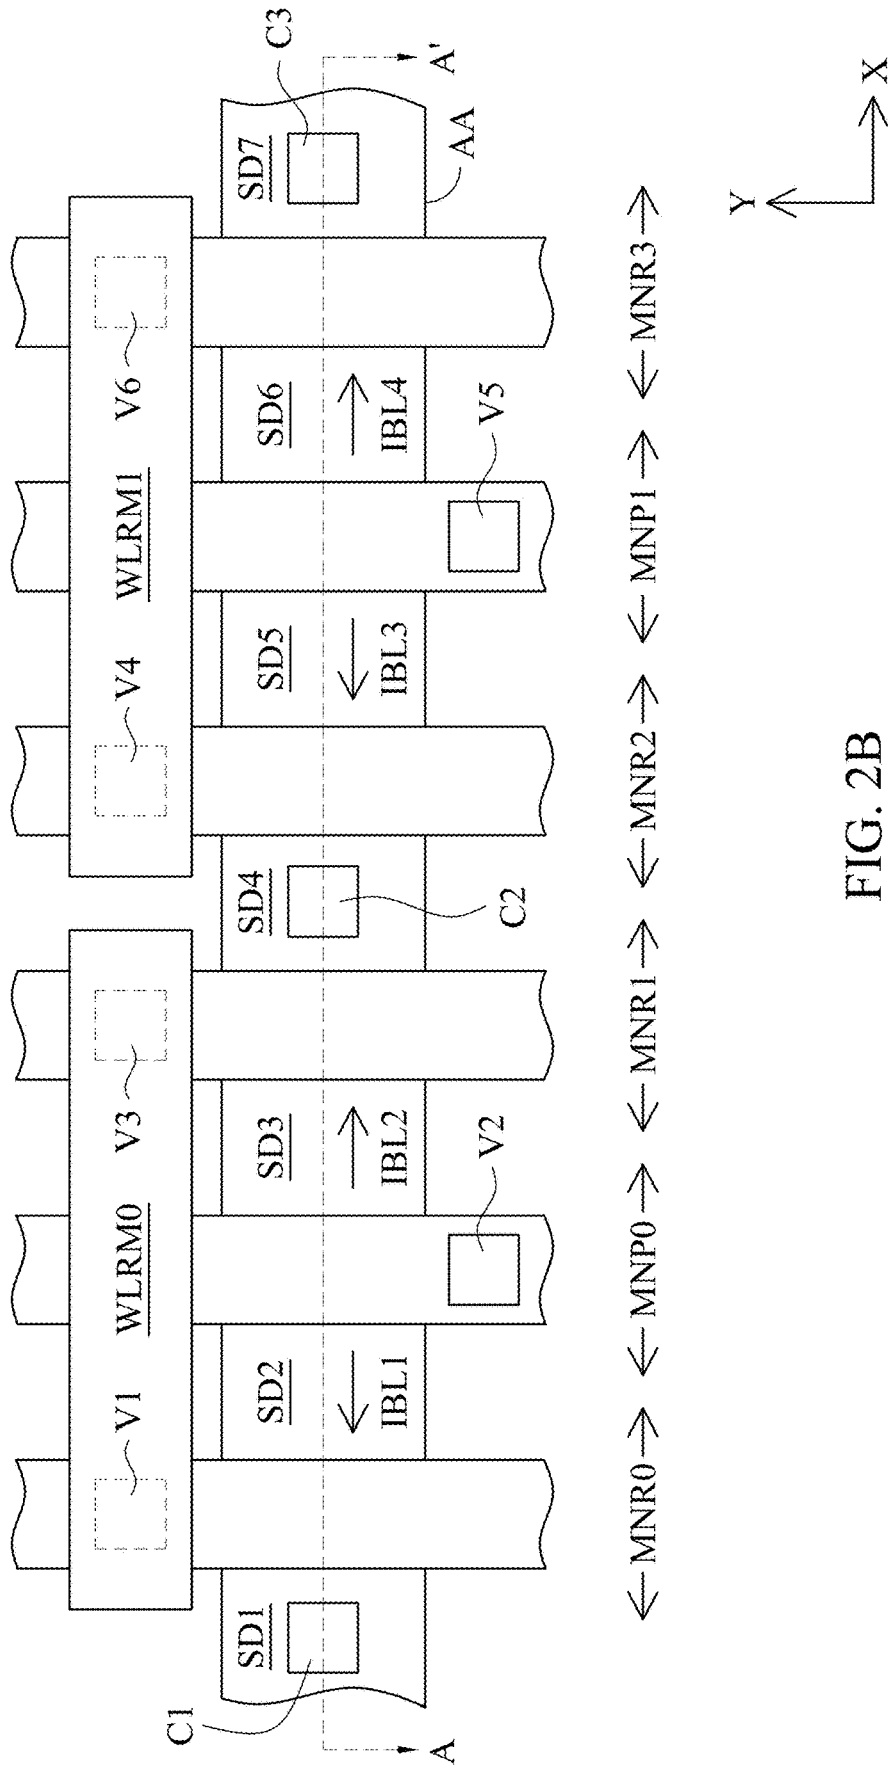 C1
C3
V1
WLRM0
V3
V4
WLRM1
V6
SD1
SD2
SD3
SD4
SD5
SD6
SD7
IBL1
IBL2
IBL3
IBL4
A
A'
AA
V2
C2
V5
MNR0
MNP0
MNR1
MNR2
MNP1
MNR3
Y
X
FIG. 2B